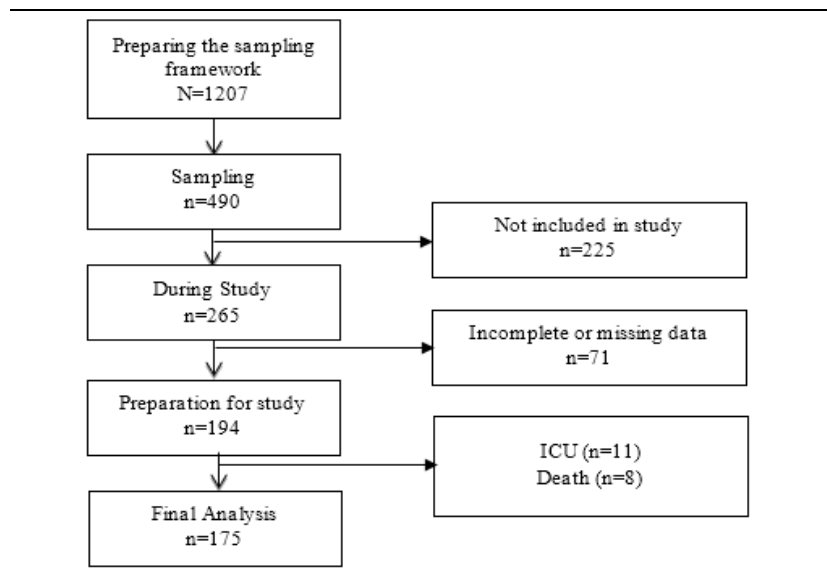 Preparing the sampling
framework
N=1207
Sampling
n=490
Not included in study
n=225
During Study
n=265
Incomplete or missing data
n=71
Preparation for study
n=194
ICU (n=11)
Death (n=8)
Final Analysis
n=175